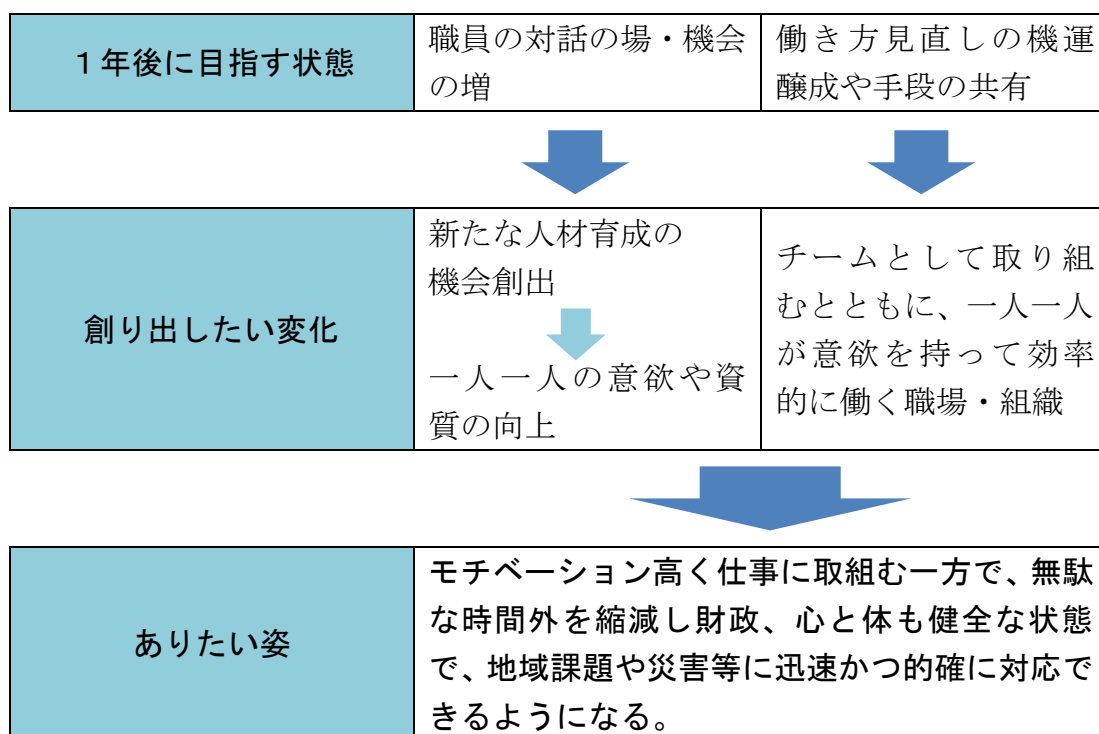 １年後に目指す状態
職員の対話の場・機会
の増
働き方見直しの機運
醸成や手段の共有
創り出したい変化
新たな人材育成の
機会創出
一人一人の意欲や資
質の向上
チームとして取り組
むとともに、一人一人
が意欲を持って効率
的に働く職場・組織
ありたい姿
モチベーション高く仕事に取組む一方で、無駄
な時間外を縮減し財政、心と体も健全な状態
で、地域課題や災害等に迅速かつ的確に対応で
きるようになる。